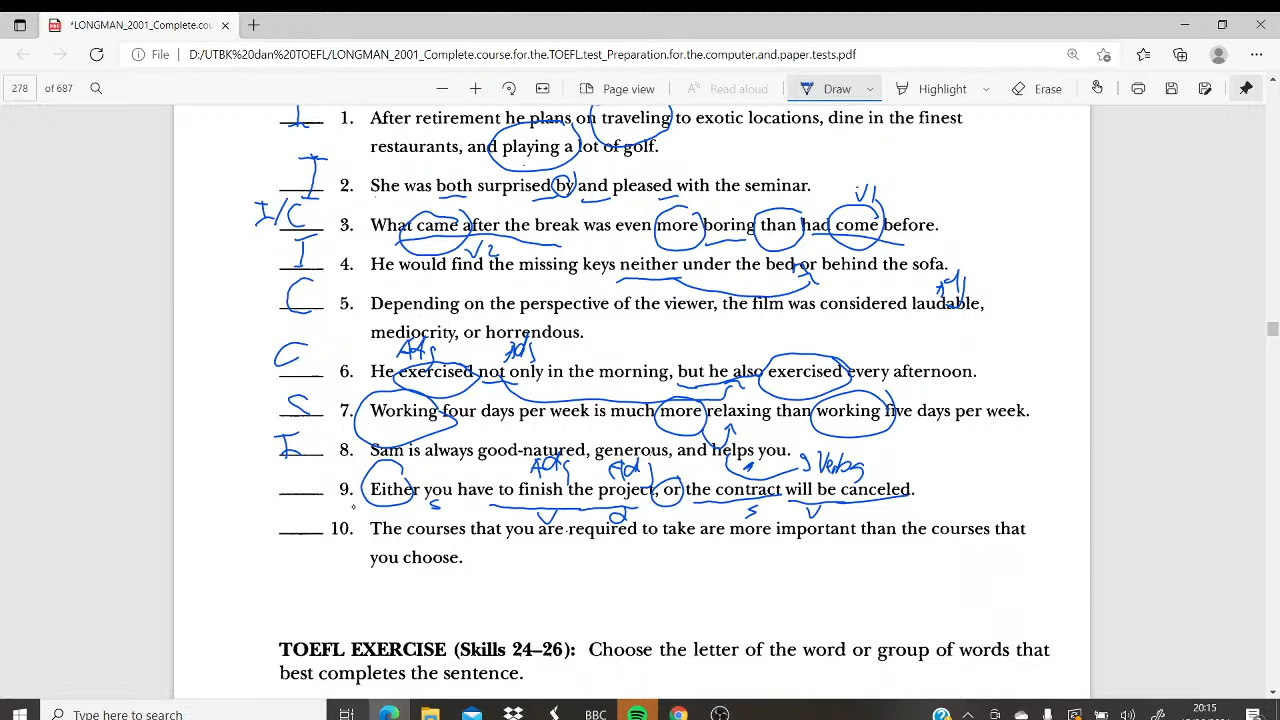 *LONGMAN_2001_Complete.cou
File
D:/UTBK%20dan%20TOEFL/LONGMAN_2001_Complete.course.for.the.TOEFL.test_Preparation.for.the.computer.and.paper.tests.pdf
278 of 687
Page view
Read aloud
Draw
Highlight
Erase
I 1. After retirement he plans on traveling to exotic locations, dine in the finest
restaurants, and playing a lot of golf.
I 2. She was both surprised by and pleased with the seminar.
√1
I/C 3. What came after the break was even more boring than had come before.
√2
I 4. He would find the missing keys neither under the bed or behind the sofa.
C 5. Depending on the perspective of the viewer, the film was considered laudable,
mediocrity, or horrendous.
C 6. He exercised not only in the morning, but he also exercised every afternoon.
7. Working four days per week is much more relaxing than working five days per week.
I 8. Sam is always good-natured, generous, and helps you.
Adj Adj
9. Either you have to finish the project, or the contract will be canceled.
s V s V
10. The courses that you are required to take are more important than the courses that
you choose.
TOEFL EXERCISE (Skills 24–26): Choose the letter of the word or group of words that
best completes the sentence.
Type here to search
BBC
20:15